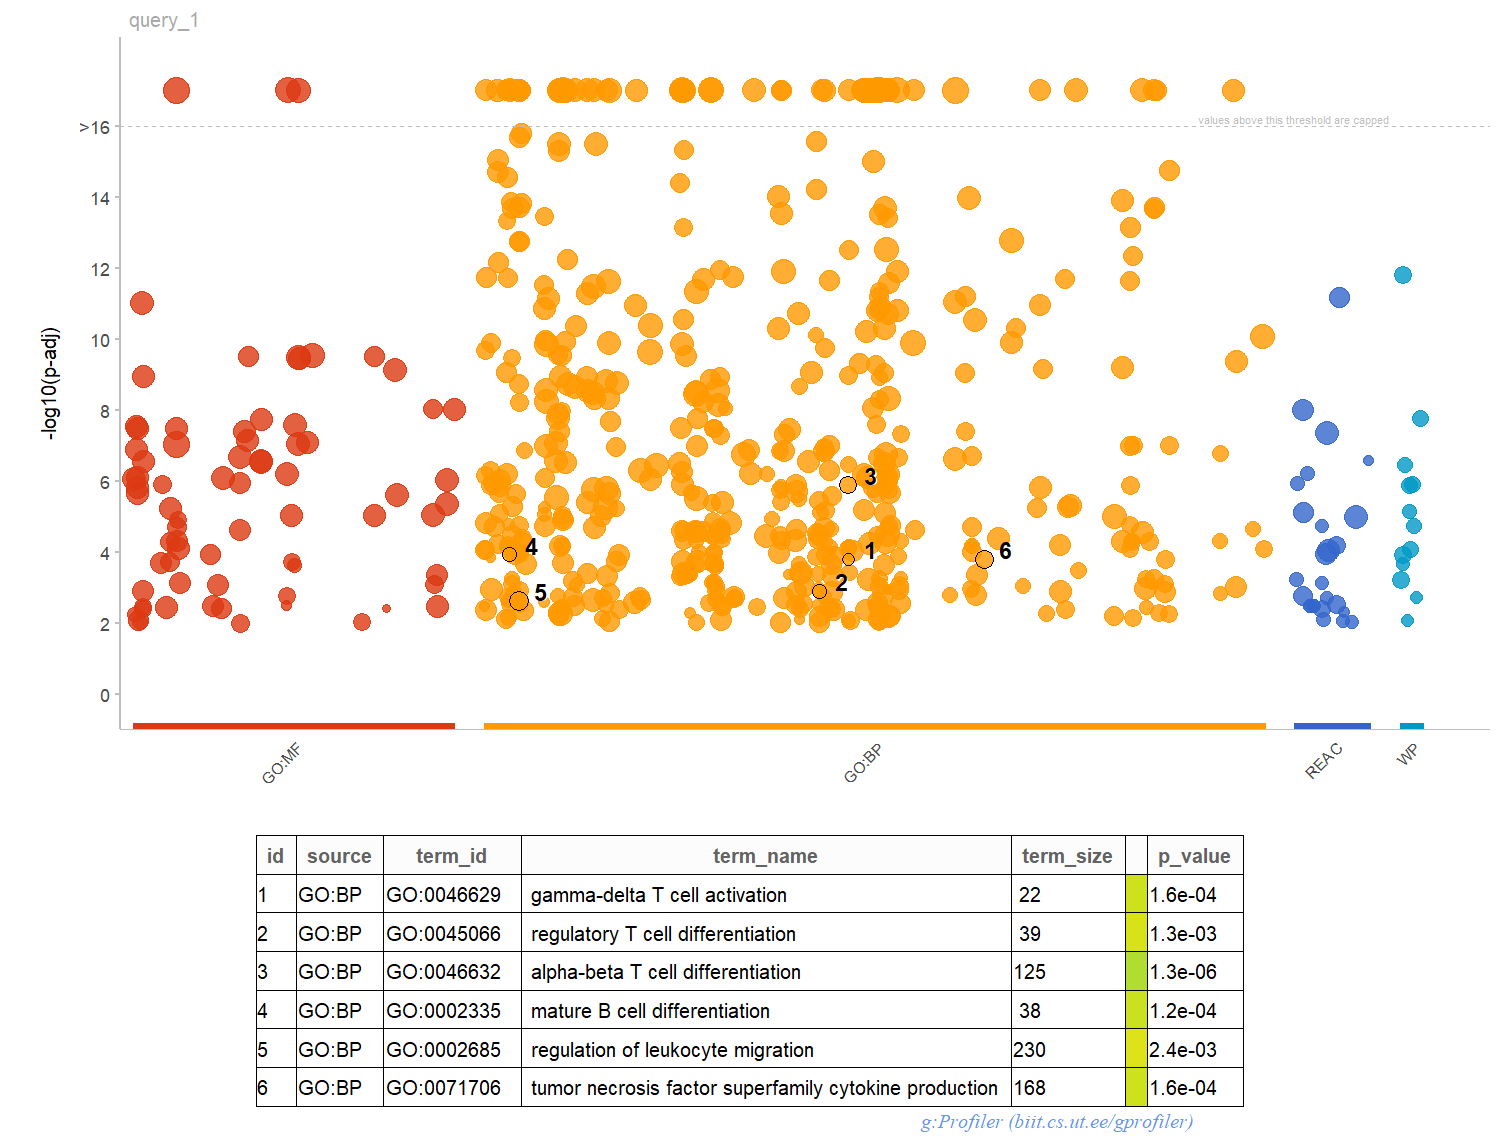 query_1
>16
values above this threshold are capped
14
12
10
8
6
4
2
0
-log10(p-adj)
3
4
1
6
2
5
GO:MF
GO:BP
REAC
WP
id source term_id term_name term_size p_value
1 GO:BP GO:0046629 gamma-delta T cell activation 22 1.6e-04
2 GO:BP GO:0045066 regulatory T cell differentiation 39 1.3e-03
3 GO:BP GO:0046632 alpha-beta T cell differentiation 125 1.3e-06
4 GO:BP GO:0002335 mature B cell differentiation 38 1.2e-04
5 GO:BP GO:0002685 regulation of leukocyte migration 230 2.4e-03
6 GO:BP GO:0071706 tumor necrosis factor superfamily cytokine production 168 1.6e-04
g:Profiler (biit.cs.ut.ee/gprofiler)